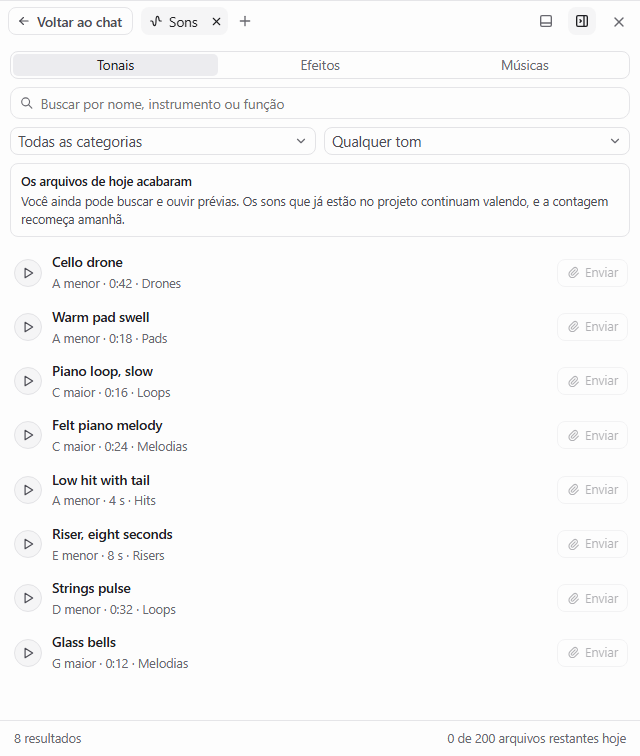 Voltar ao chat
Sons
Tonais
Efeitos
Músicas
Buscar por nome, instrumento ou função
Todas as categorias
Qualquer tom
Os arquivos de hoje acabaram
Você ainda pode buscar e ouvir prévias. Os sons que já estão no projeto continuam valendo, e a contagem
recomeça amanhã.
Cello drone
A menor · 0:42 · Drones
Enviar
Warm pad swell
A menor · 0:18 · Pads
Enviar
Piano loop, slow
C maior · 0:16 · Loops
Enviar
Felt piano melody
C maior · 0:24 · Melodias
Enviar
Low hit with tail
A menor · 4 s · Hits
Enviar
Riser, eight seconds
E menor · 8 s · Risers
Enviar
Strings pulse
D menor · 0:32 · Loops
Enviar
Glass bells
G maior · 0:12 · Melodias
Enviar
8 resultados
0 de 200 arquivos restantes hoje